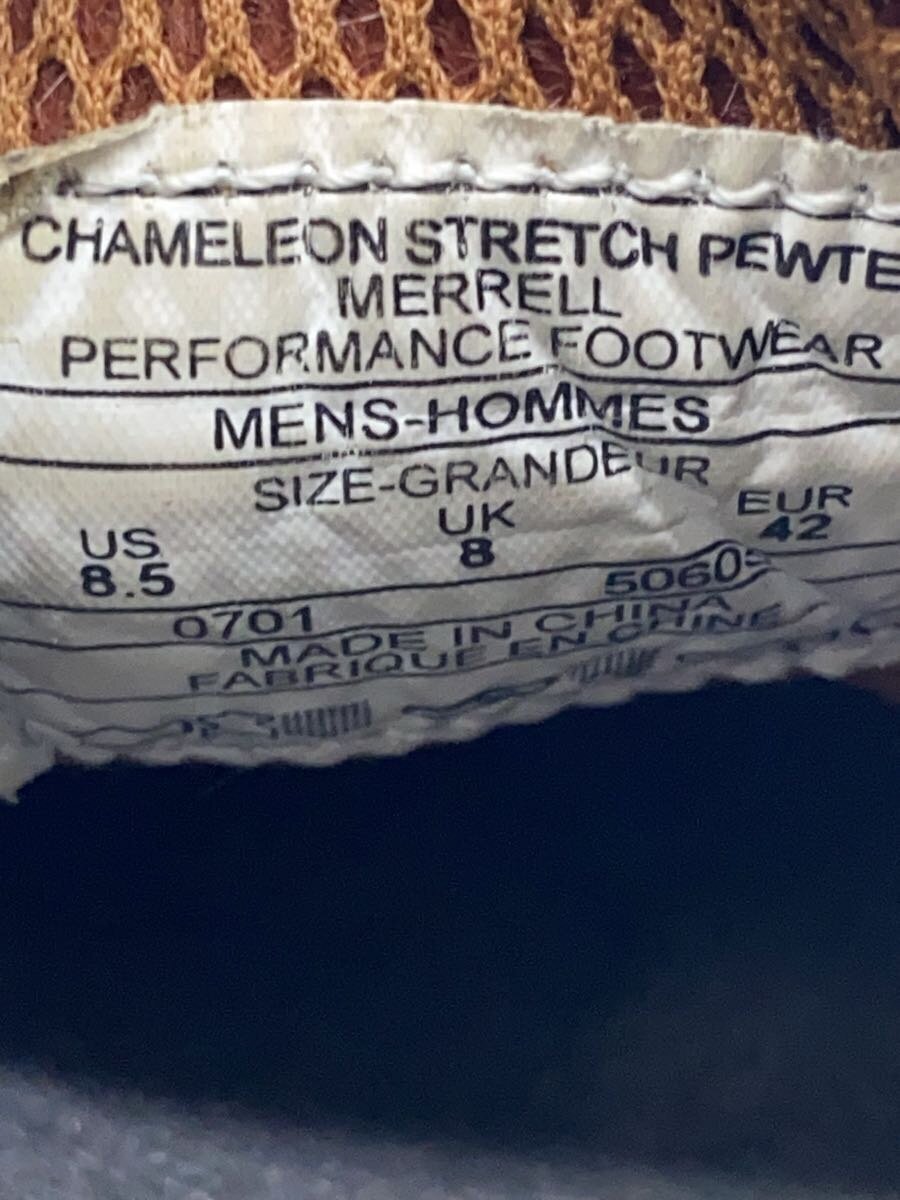 CHAMELEON STRETCH PEWTE
MERRELL
PERFORMANCE FOOTWEAR
MENS-HOMMES
SIZE-GRANDEUR
US UK EUR
8.5 8 42
0701 5060
MADE IN CHINA
FABRIQUE EN CHINE